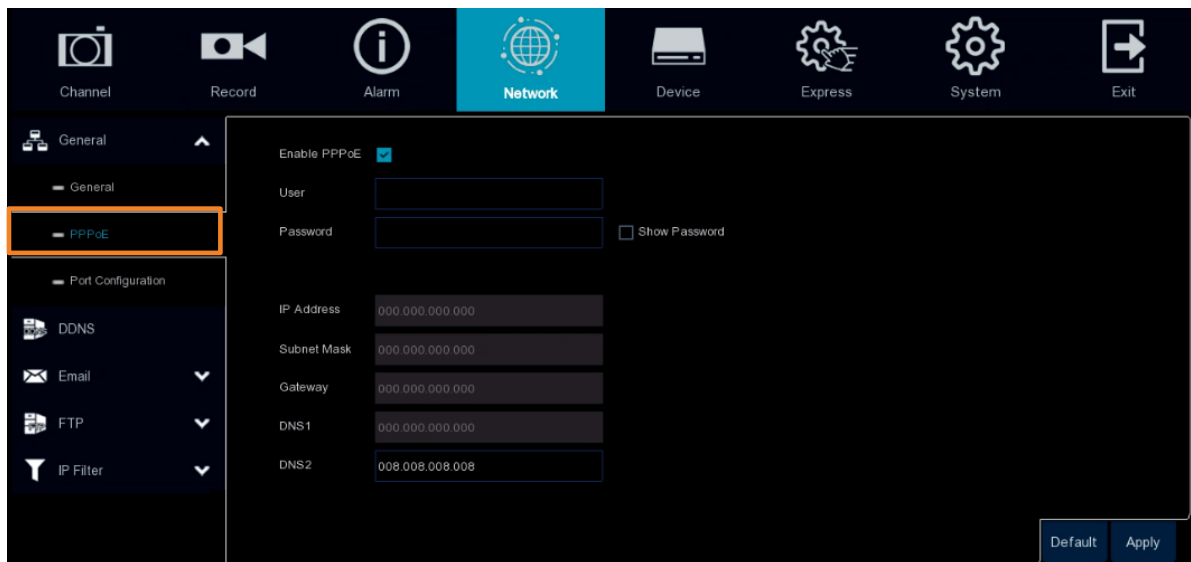 Channel Record Alarm Network Device Express System Exit
General
General
PPPoE
Port Configuration
DDNS
Email
FTP
IP Filter
Enable PPPoE
User
Password Show Password
IP Address 000.000.000.000
Subnet Mask 000.000.000.000
Gateway 000.000.000.000
DNS1 000.000.000.000
DNS2 008.008.008.008
Default Apply